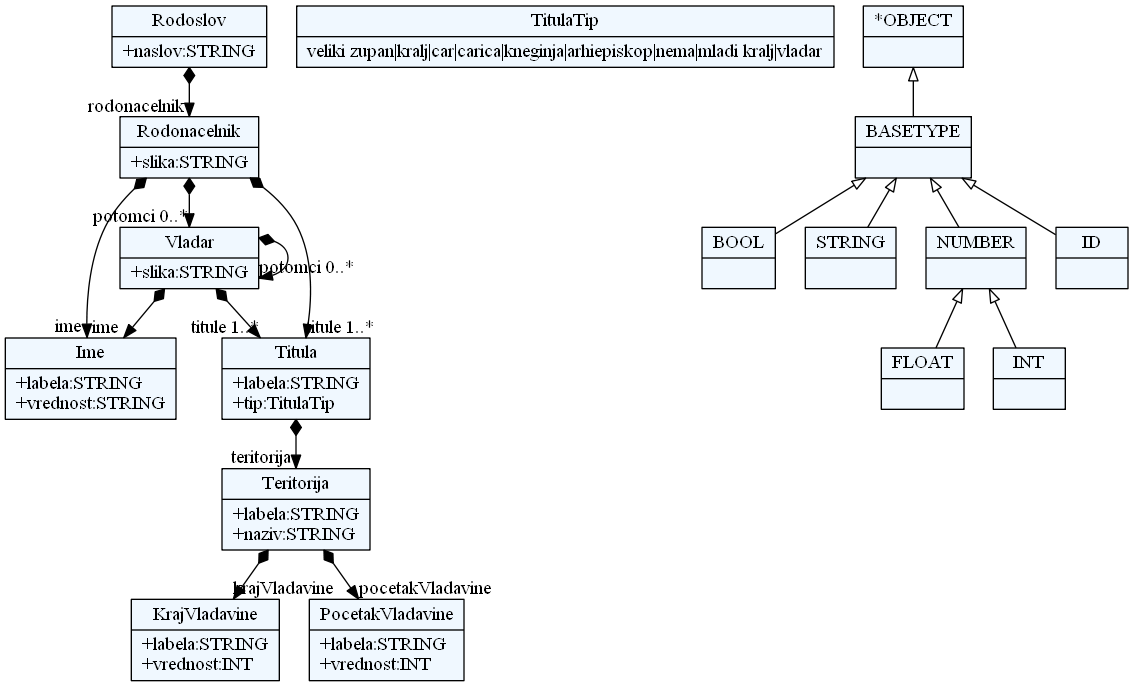 Rodoslov
+naslov:STRING
TitulaTip
veliki zupan|kralj|car|carica|kneginja|arhiepiskop|nema|mladi kralj|vladar
*OBJECT
rodonacelnik
Rodonacelnik
+slika:STRING
BASETYPE
potomci 0..*
Vladar
+slika:STRING
potomci 0..*
BOOL
STRING
NUMBER
ID
ime
ime
titule 1..*
titule 1..*
Ime
+labela:STRING
+vrednost:STRING
Titula
+labela:STRING
+tip:TitulaTip
FLOAT
INT
teritorija
Teritorija
+labela:STRING
+naziv:STRING
krajVladavine
pocetakVladavine
KrajVladavine
+labela:STRING
+vrednost:INT
PocetakVladavine
+labela:STRING
+vrednost:INT